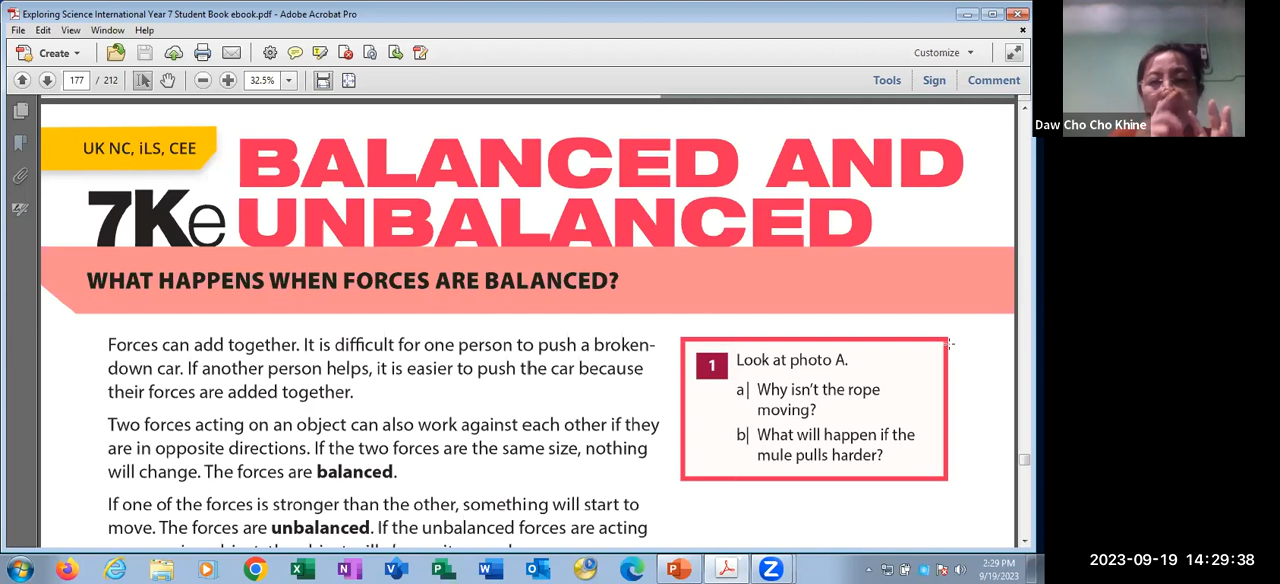 Exploring Science International Year 7 Student Book ebook.pdf - Adobe Acrobat Pro
File Edit View Window Help
Create
Customize
177 / 212
32.5%
Tools Sign Comment
Daw Cho Cho Khine
UK NC, iLS, CEE
7Ke
BALANCED AND
UNBALANCED
WHAT HAPPENS WHEN FORCES ARE BALANCED?
Forces can add together. It is difficult for one person to push a broken-
down car. If another person helps, it is easier to push the car because
their forces are added together.
Two forces acting on an object can also work against each other if they
are in opposite directions. If the two forces are the same size, nothing
will change. The forces are balanced.
If one of the forces is stronger than the other, something will start to
move. The forces are unbalanced. If the unbalanced forces are acting
1 Look at photo A.
a| Why isn't the rope
moving?
b| What will happen if the
mule pulls harder?
2:29 PM
9/19/2023
2023-09-19 14:29:38